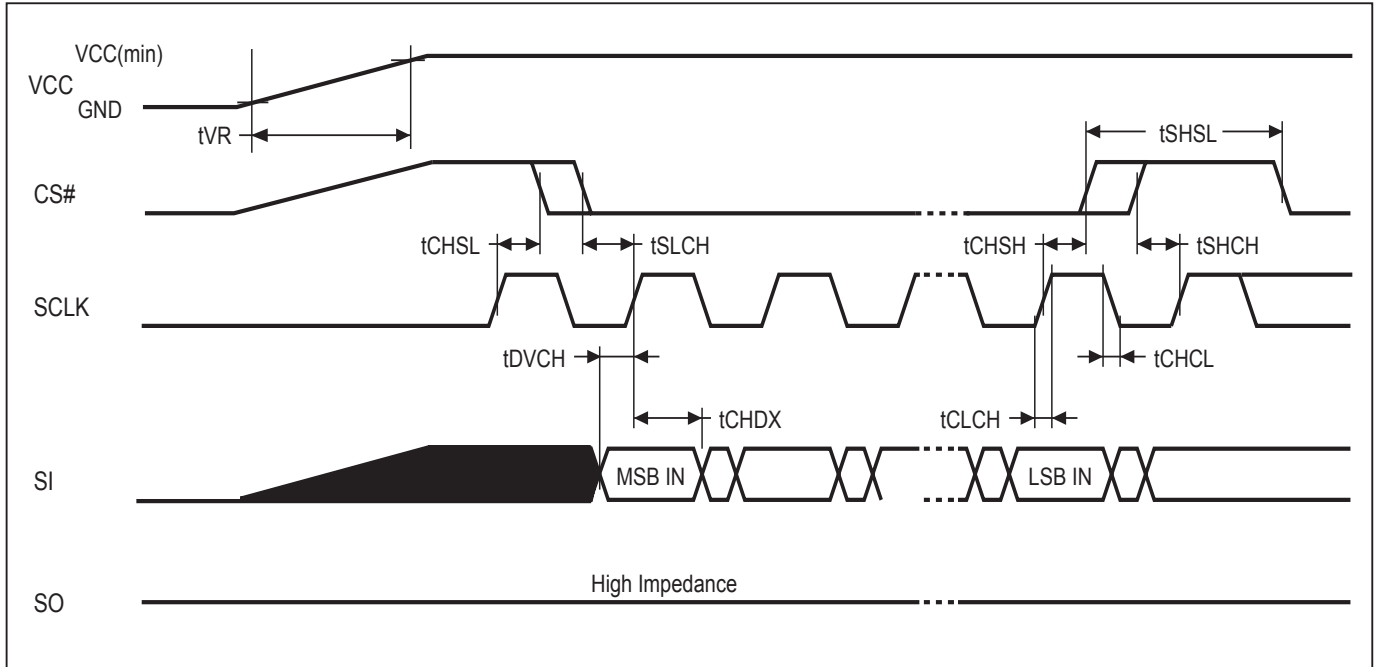 VCC(min)
VCC
GND
tVR
tSHSL
CS#
tCHSL
tSLCH
tCHSH
tSHCH
SCLK
tDVCH
tCHCL
tCHDX
tCLCH
SI
MSB IN
LSB IN
High Impedance
SO